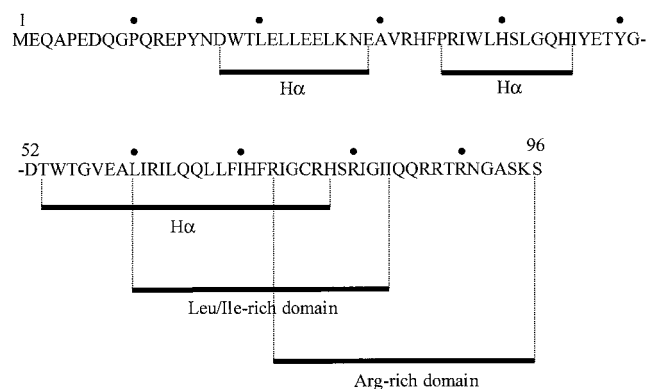 1
MEQAPEDQGPQREPYNDWTLELLEELKNEAVRHFPRIWLHSLGQHIYETYG-
Hα Hα
52 96
-DTWTGVEALIRILQQLLFIHFRIGCRHSRIGIIQQRRTRNGASKS
Hα
Leu/Ile-rich domain
Arg-rich domain